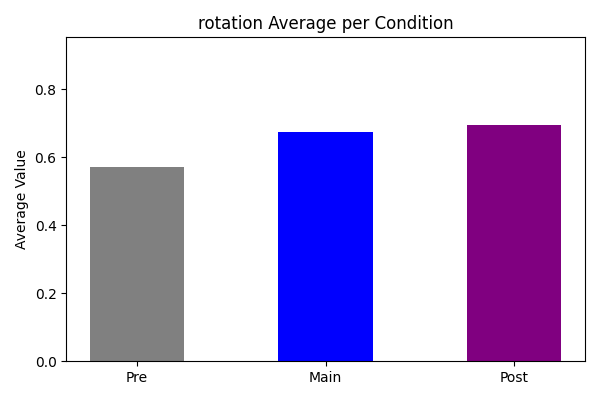 rotation Average per Condition
Average Value
0.8
0.6
0.4
0.2
0.0
Pre
Main
Post